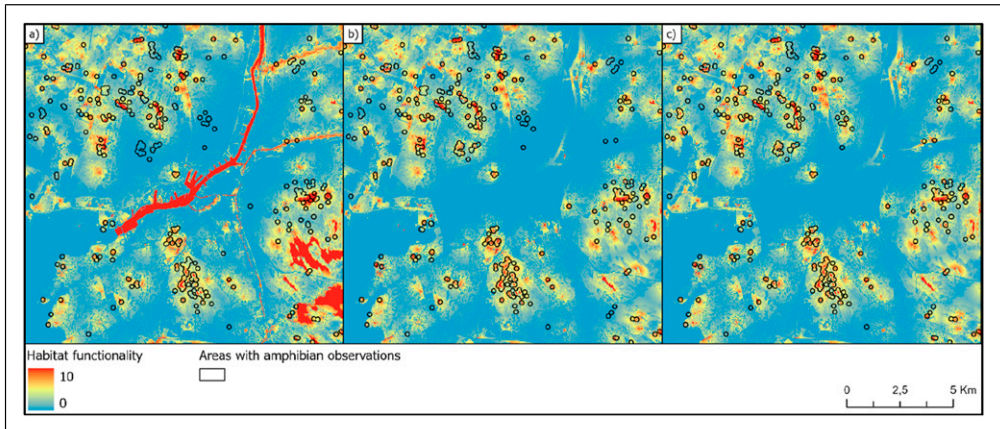 a)
b)
c)
Habitat functionality
10
0
Areas with amphibian observations
0 2,5 5 Km